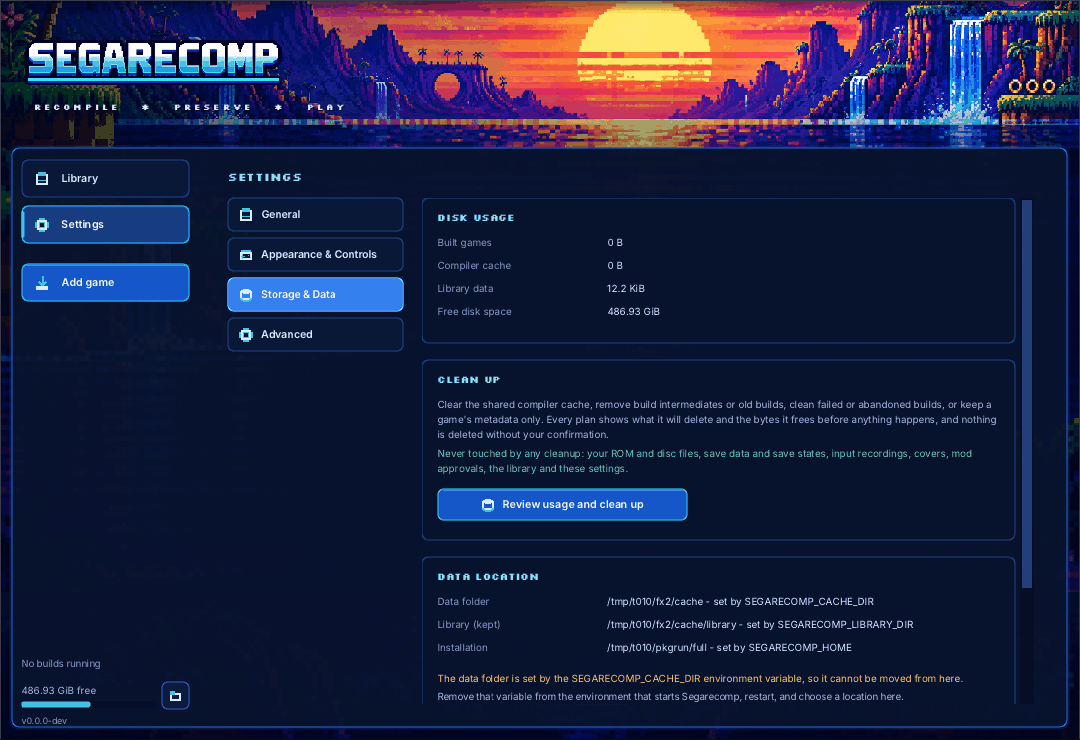 SEGARECOMP
RECOMPILE * PRESERVE * PLAY
Library
Settings
Add game
SETTINGS
General
Appearance & Controls
Storage & Data
Advanced
DISK USAGE
Built games 0 B
Compiler cache 0 B
Library data 12.2 KiB
Free disk space 486.93 GiB
CLEAN UP
Clear the shared compiler cache, remove build intermediates or old builds, clean failed or abandoned builds, or keep a
game's metadata only. Every plan shows what it will delete and the bytes it frees before anything happens, and nothing
is deleted without your confirmation.
Never touched by any cleanup: your ROM and disc files, save data and save states, input recordings, covers, mod
approvals, the library and these settings.
Review usage and clean up
DATA LOCATION
Data folder /tmp/t010/fx2/cache - set by SEGARECOMP_CACHE_DIR
Library (kept) /tmp/t010/fx2/cache/library - set by SEGARECOMP_LIBRARY_DIR
Installation /tmp/t010/pkgrun/full - set by SEGARECOMP_HOME
The data folder is set by the SEGARECOMP_CACHE_DIR environment variable, so it cannot be moved from here.
Remove that variable from the environment that starts Segarecomp, restart, and choose a location here.
No builds running
486.93 GiB free
v0.0.0-dev